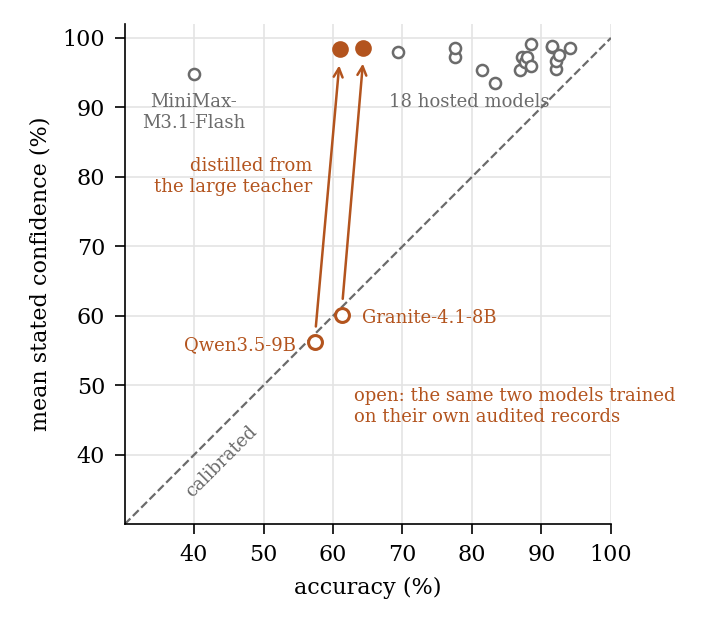 100
90
80
70
60
50
40
mean stated confidence (%)
MiniMax-
M3.1-Flash
18 hosted models
distilled from
the large teacher
Qwen3.5-9B
Granite-4.1-8B
open: the same two models trained
on their own audited records
calibrated
40
50
60
70
80
90
100
accuracy (%)